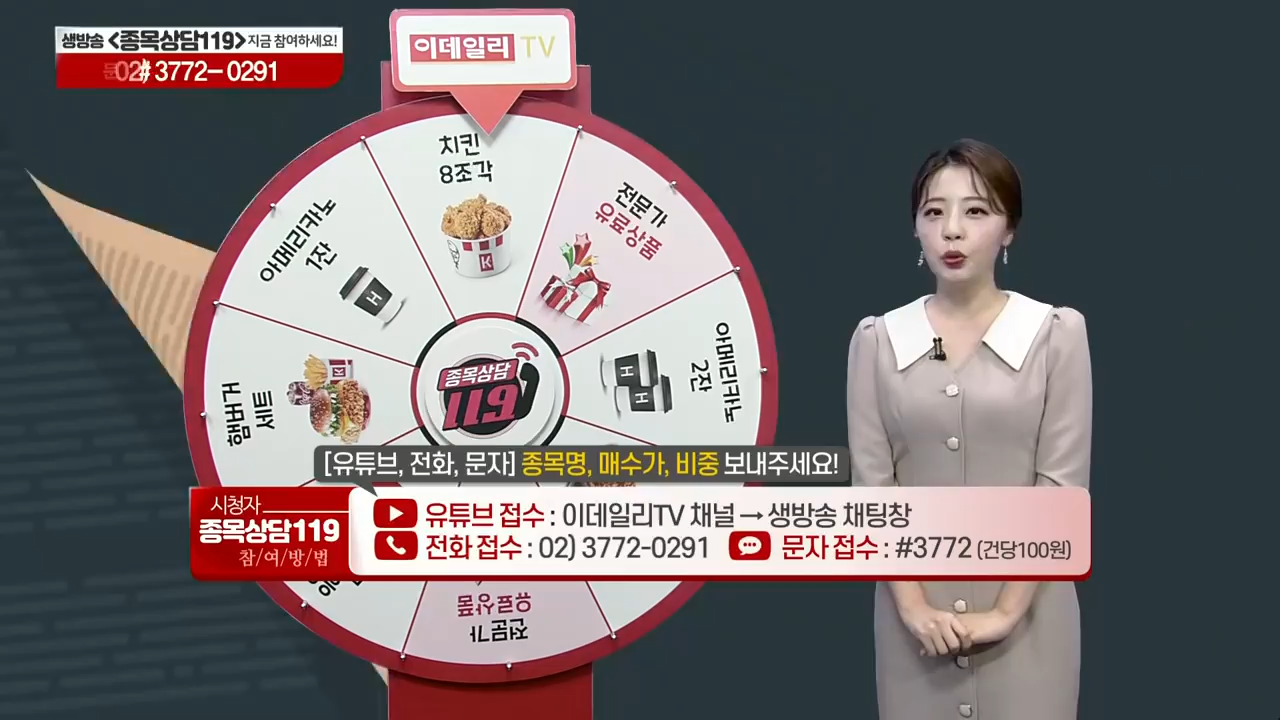 생방송 <종목상담119> 지금 참여하세요!
3772-0291
이데일리 TV
치킨
8조각
전문가
유료상품
아메리카노
1잔
아메리카노
2잔
햄버거
세트
종목상담
119
[유튜브, 전화, 문자] 종목명, 매수가, 비중 보내주세요!
시청자
종목상담119
참/여/방/법
유튜브 접수 : 이데일리TV 채널 → 생방송 채팅창
전화 접수 : 02) 3772-0291
문자 접수 : #3772 (건당100원)
전문가
유료상품